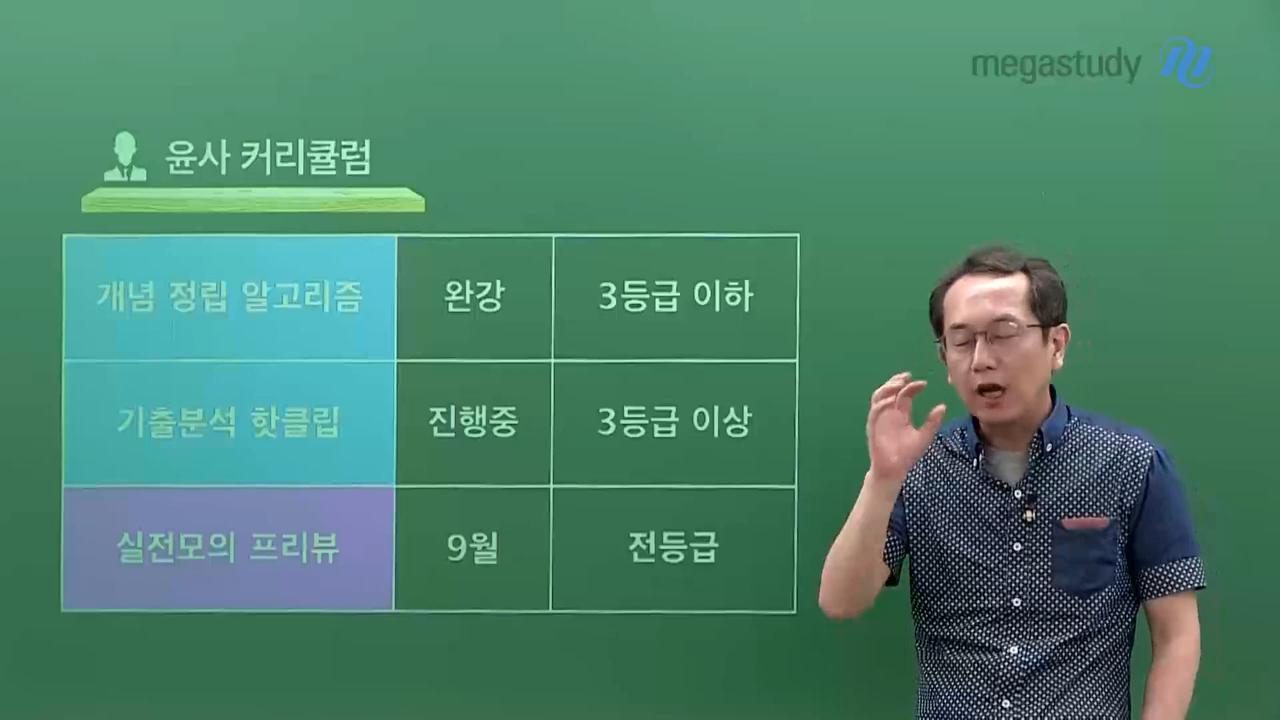 megastudy
윤사 커리큘럼
개념 정립 알고리즘 완강 3등급 이하
기출분석 핫클립 진행중 3등급 이상
실전모의 프리뷰 9월 전등급